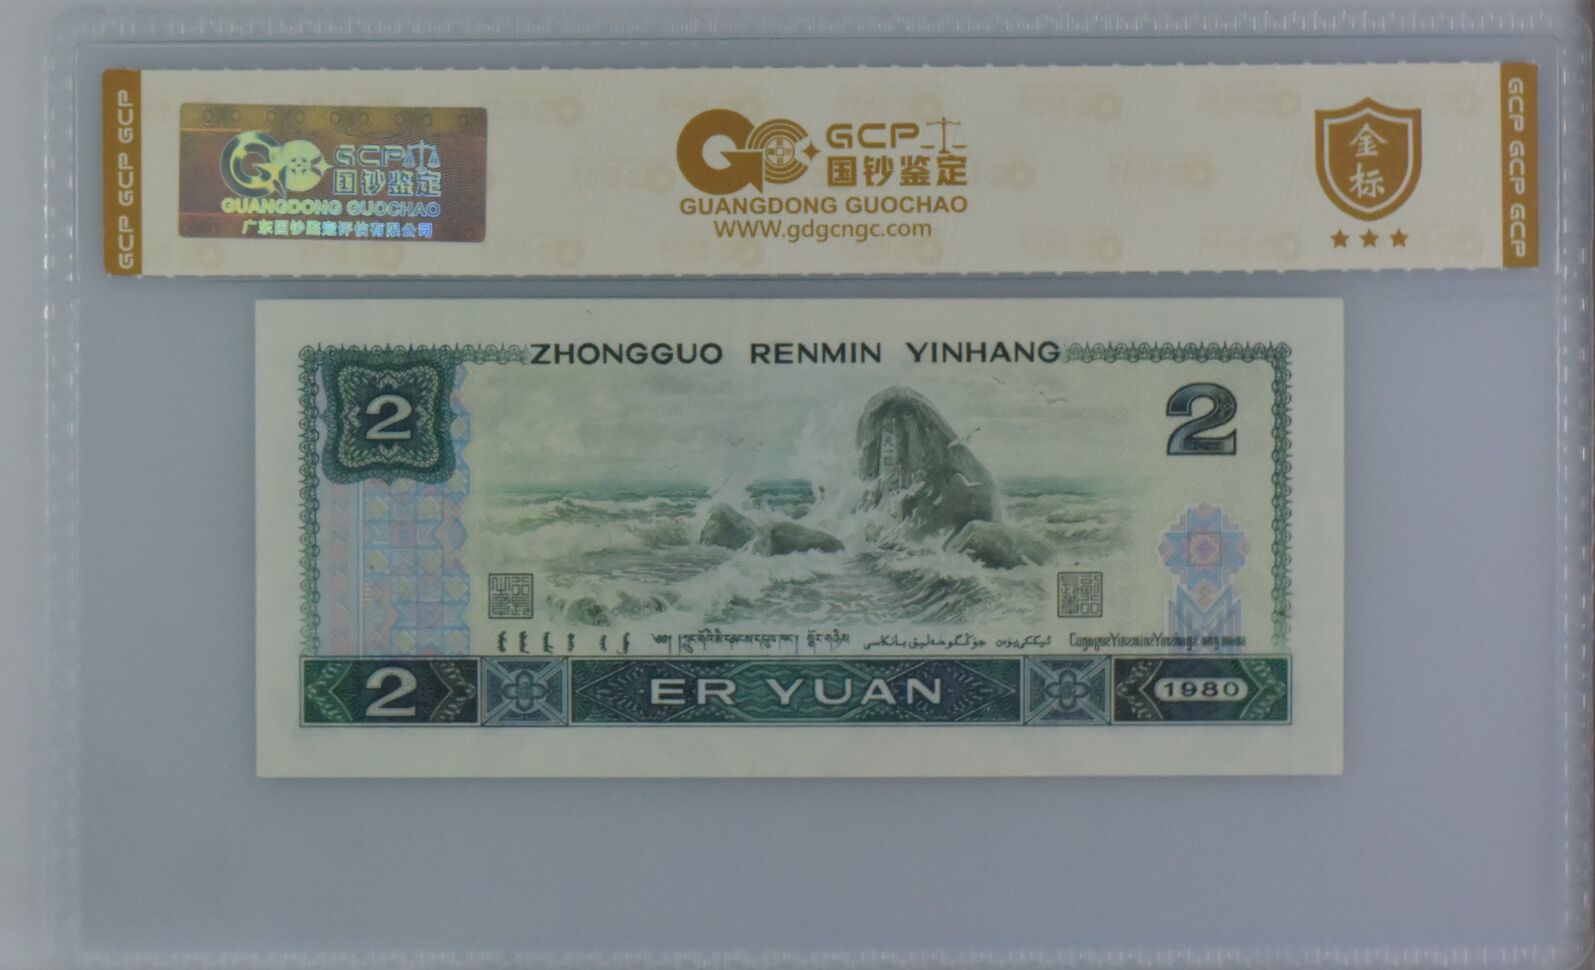 GCP GCP GCP
GCP
国钞鉴定
GUANGDONG GUOCHAO
广东国钞鉴定评估有限公司
GCP
国钞鉴定
GUANGDONG GUOCHAO
WWW.gdgcngc.com
金标
GCP GCP GCP
ZHONGGUO RENMIN YINHANG
2
2
2
ER YUAN
1980